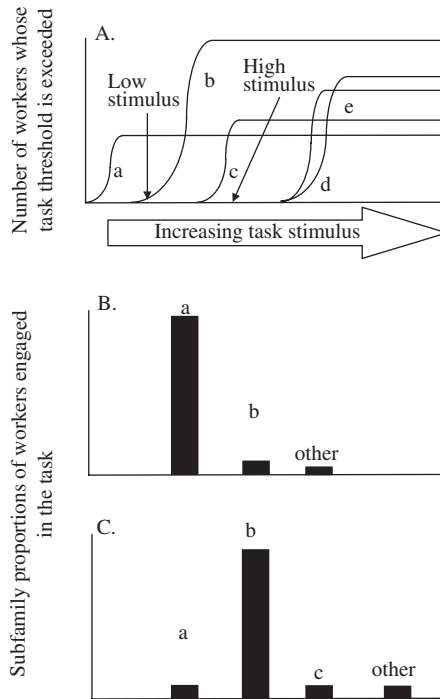 Number of workers whose
task threshold is exceeded
A.
Low
stimulus
b
High
stimulus
a
c
e
d
Increasing task stimulus
Subfamily proportions of workers engaged
in the task
B.
a
b
other
C.
b
a
c
other